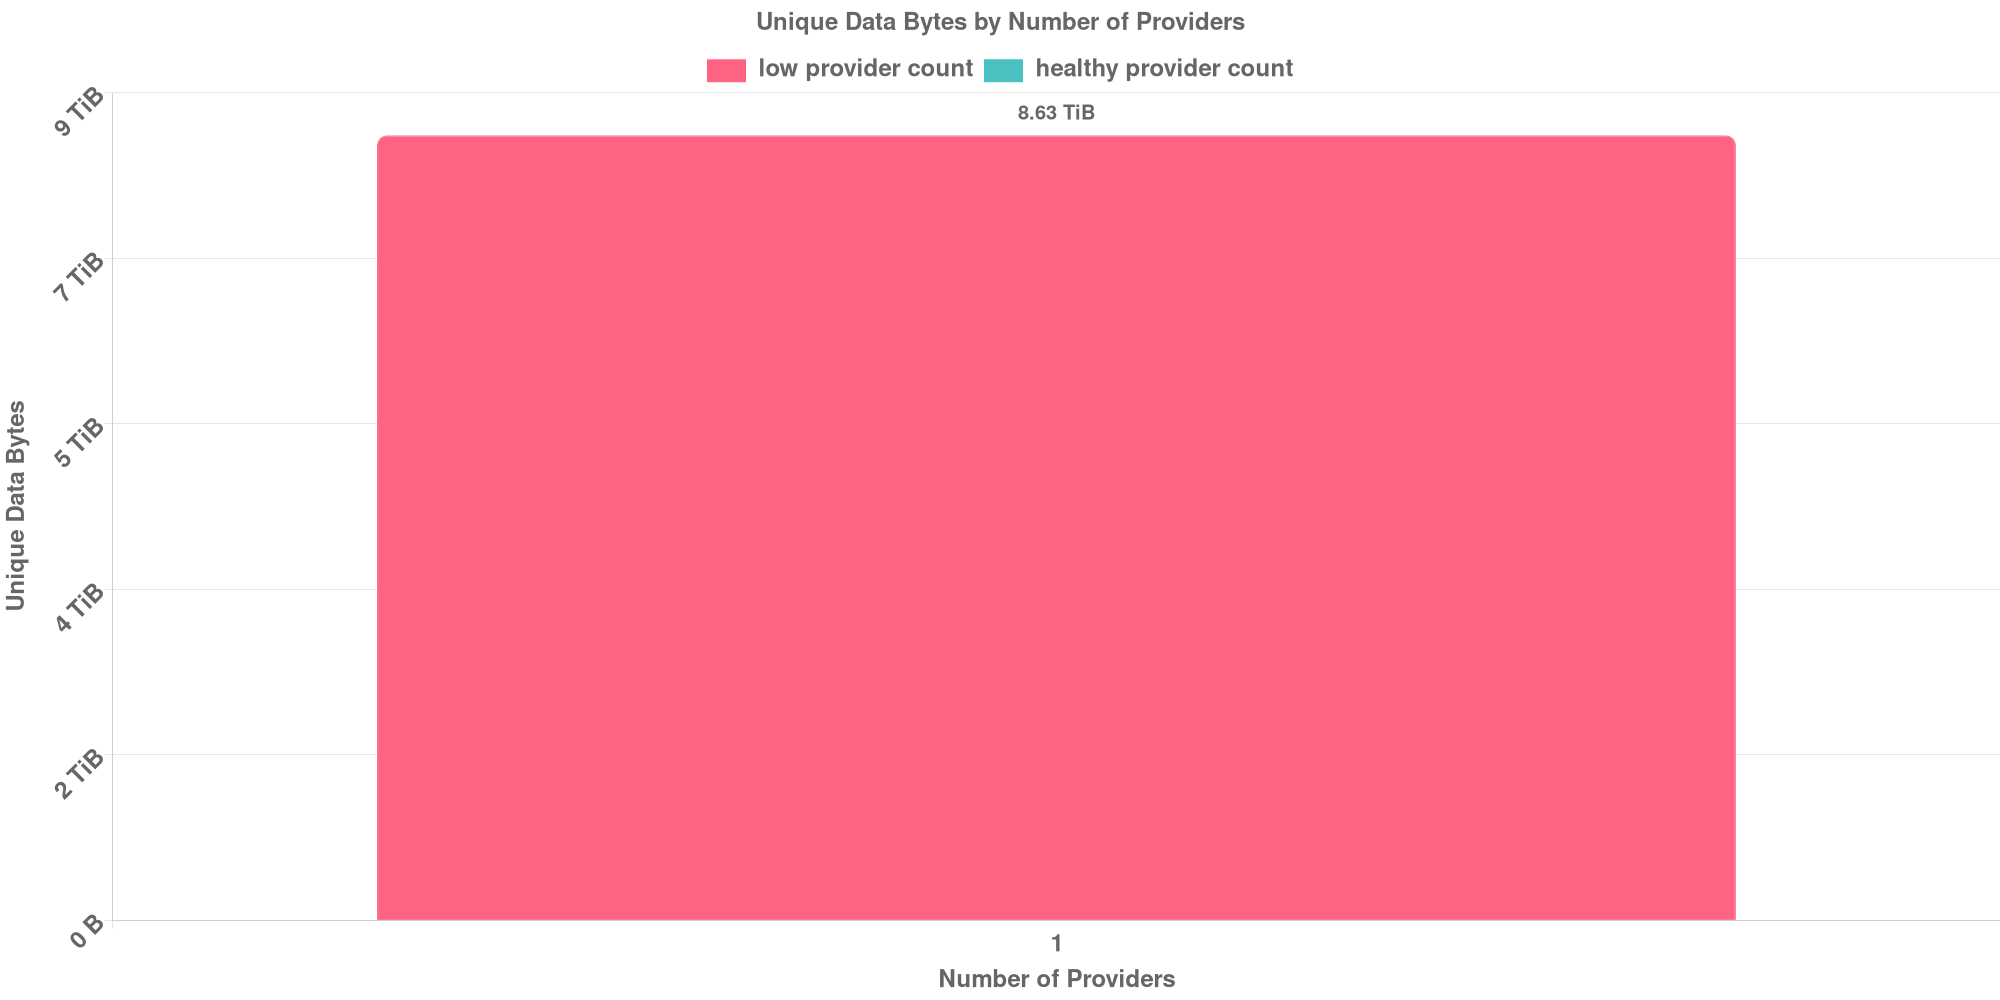 Unique Data Bytes by Number of Providers
low provider count
healthy provider count
8.63 TiB
9 TiB
7 TiB
5 TiB
4 TiB
2 TiB
0 B
Unique Data Bytes
1
Number of Providers